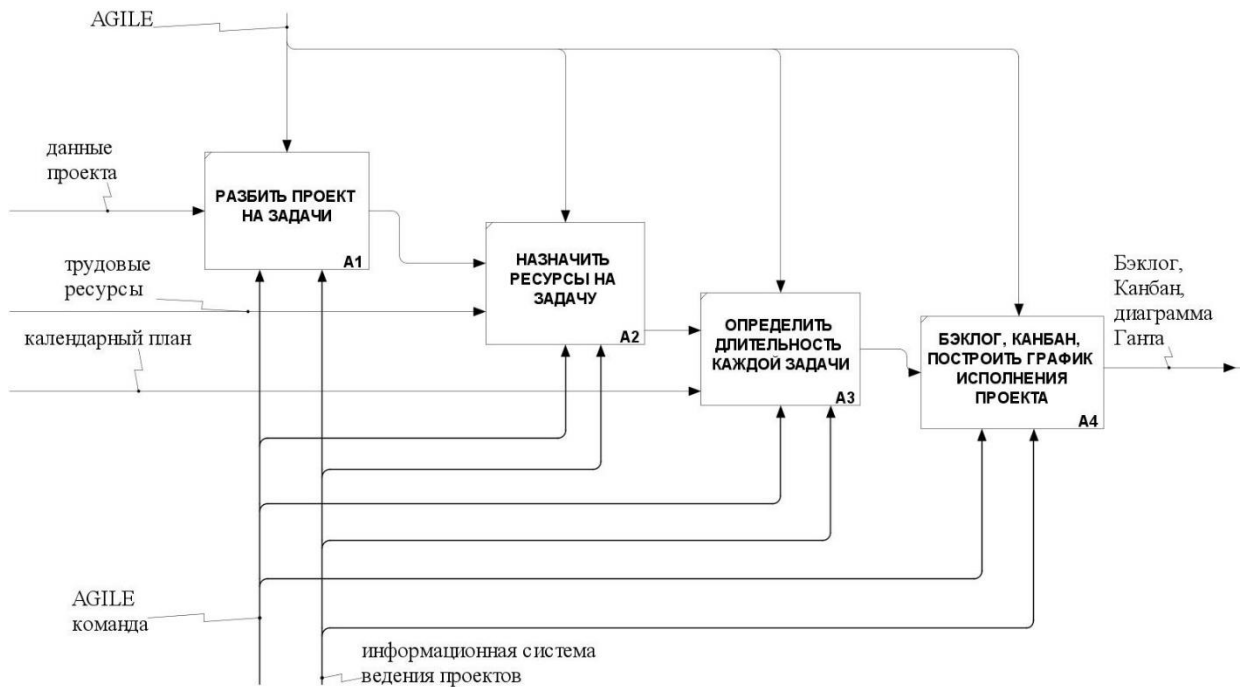 AGILE
данные
проекта
РАЗБИТЬ ПРОЕКТ
НА ЗАДАЧИ
A1
трудовые
ресурсы
календарный план
НАЗНАЧИТЬ
РЕСУРСЫ НА
ЗАДАЧУ
A2
ОПРЕДЕЛИТЬ
ДЛИТЕЛЬНОСТЬ
КАЖДОЙ ЗАДАЧИ
A3
БЭКЛОГ, КАНБАН,
ПОСТРОИТЬ ГРАФИК
ИСПОЛНЕНИЯ
ПРОЕКТА
A4
Бэклог,
Канбан,
диаграмма
Ганта
AGILE
команда
информационная система
ведения проектов